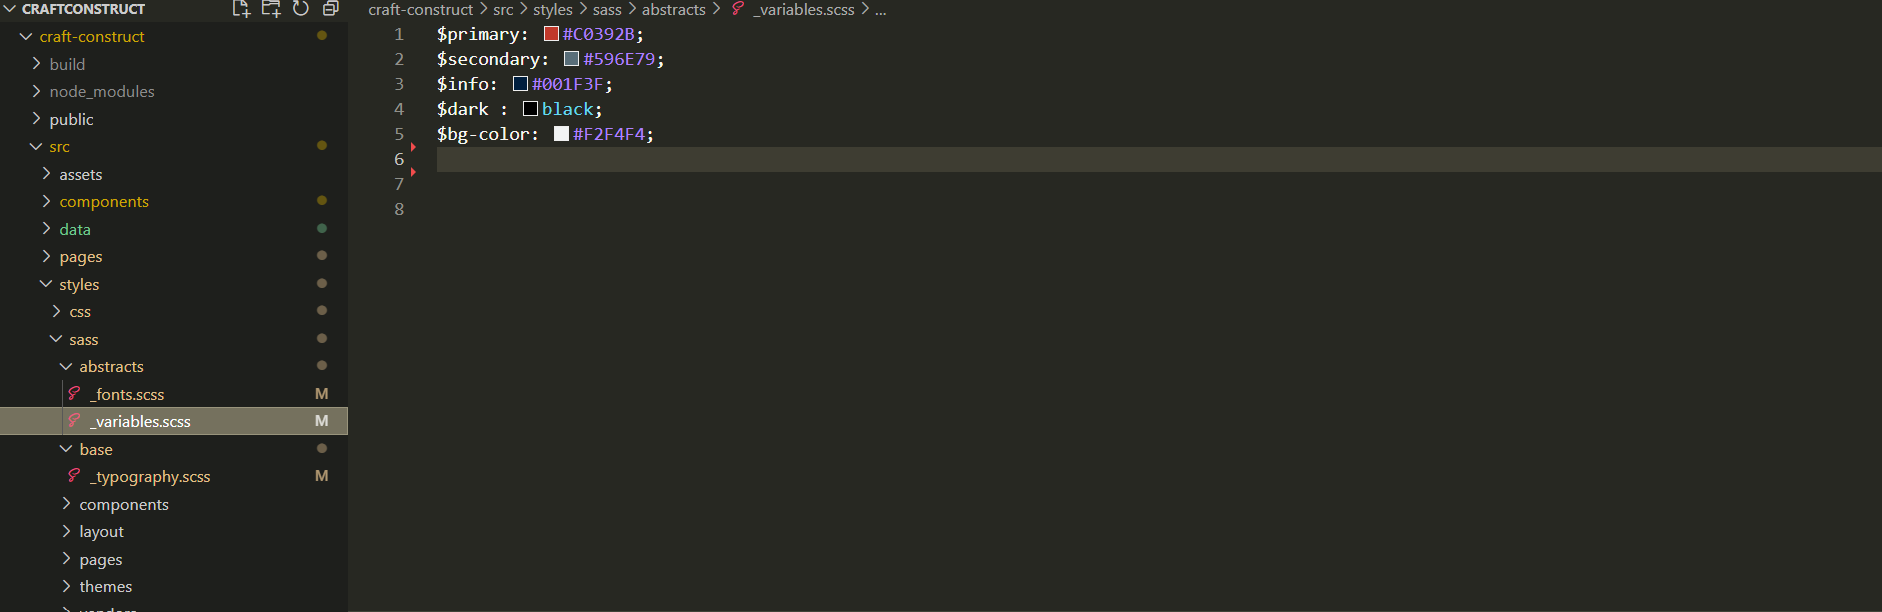 CRAFTCONSTRUCT
craft-construct
build
node_modules
public
src
assets
components
data
pages
styles
css
sass
abstracts
_fonts.scss M
_variables.scss M
base
_typography.scss M
components
layout
pages
themes
craft-construct > src > styles > sass > abstracts > _variables.scss > ...
1 $primary: #C0392B;
2 $secondary: #596E79;
3 $info: #001F3F;
4 $dark : black;
5 $bg-color: #F2F4F4;
6
7
8